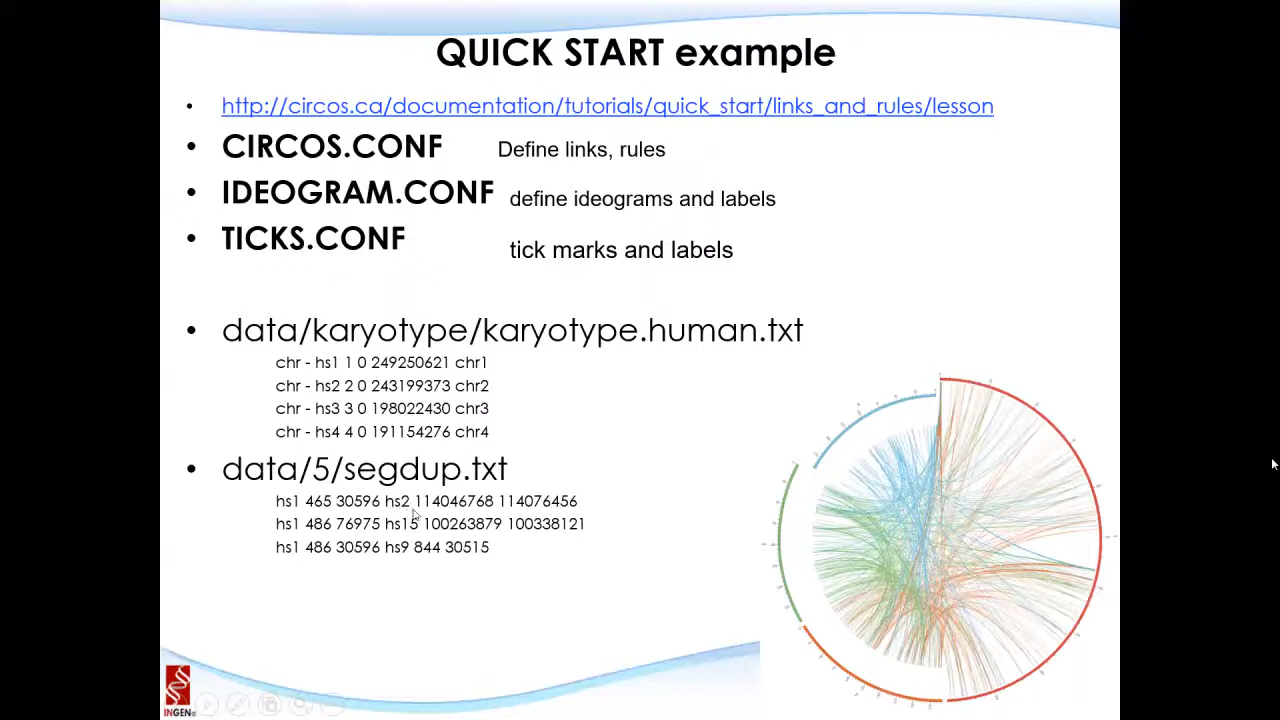 QUICK START example
• http://circos.ca/documentation/tutorials/quick_start/links_and_rules/lesson
• CIRCOS.CONF Define links, rules
• IDEOGRAM.CONF define ideograms and labels
• TICKS.CONF tick marks and labels
• data/karyotype/karyotype.human.txt
chr - hs1 1 0 249250621 chr1
chr - hs2 2 0 243199373 chr2
chr - hs3 3 0 198022430 chr3
chr - hs4 4 0 191154276 chr4
• data/5/segdup.txt
hs1 465 30596 hs2 114046768 114076456
hs1 486 76975 hs15 100263879 100338121
hs1 486 30596 hs9 844 30515